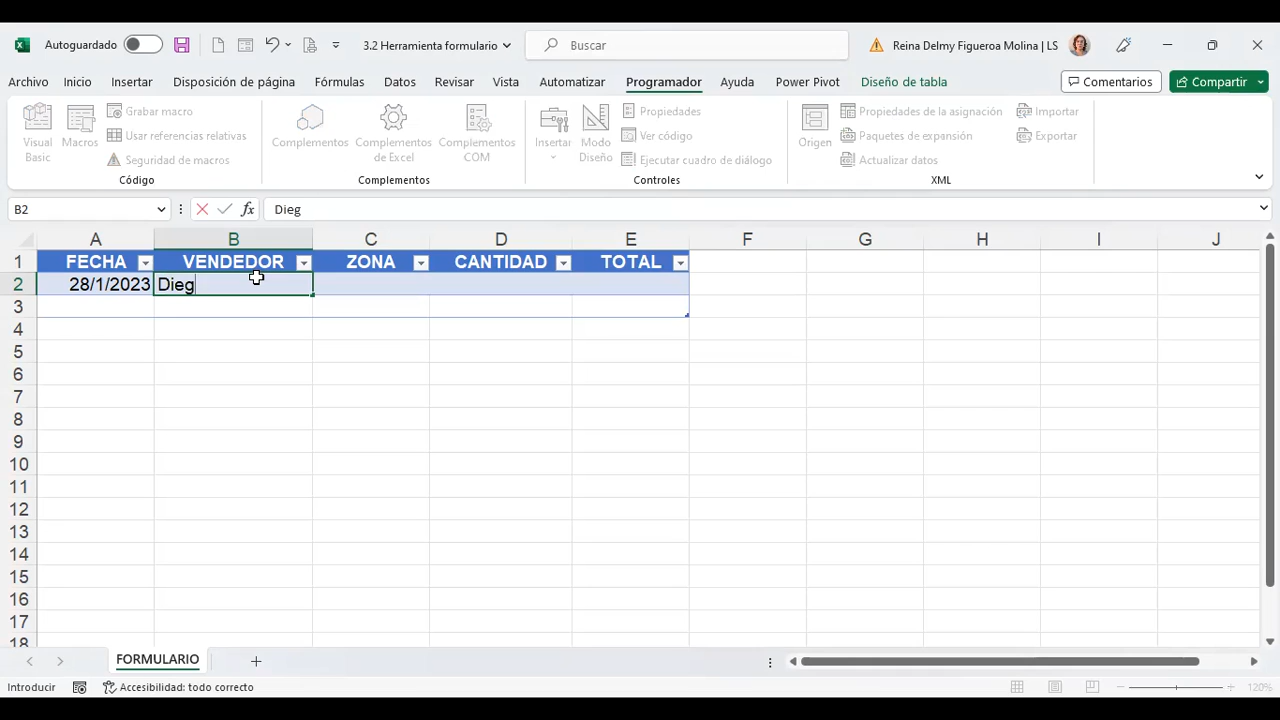 Autoguardado 3.2 Herramienta formulario Buscar Reina Delmy Figueroa Molina | LS
Archivo Inicio Insertar Disposición de página Fórmulas Datos Revisar Vista Automatizar Programador Ayuda Power Pivot Diseño de tabla Comentarios Compartir
Visual Basic
Macros
Grabar macro
Usar referencias relativas
Seguridad de macros
Código
Complementos
Complementos de Excel
Complementos COM
Complementos
Insertar
Modo Diseño
Propiedades
Ver código
Ejecutar cuadro de diálogo
Controles
Origen
Propiedades de la asignación
Paquetes de expansión
Actualizar datos
Importar
Exportar
XML
B2 fx Dieg
A B C D E F G H I J
1 FECHA VENDEDOR ZONA CANTIDAD TOTAL
2 28/1/2023 Dieg
3
4
5
6
7
8
9
10
11
12
13
14
15
16
17
18
FORMULARIO
Introducir Accesibilidad: todo correcto 120%